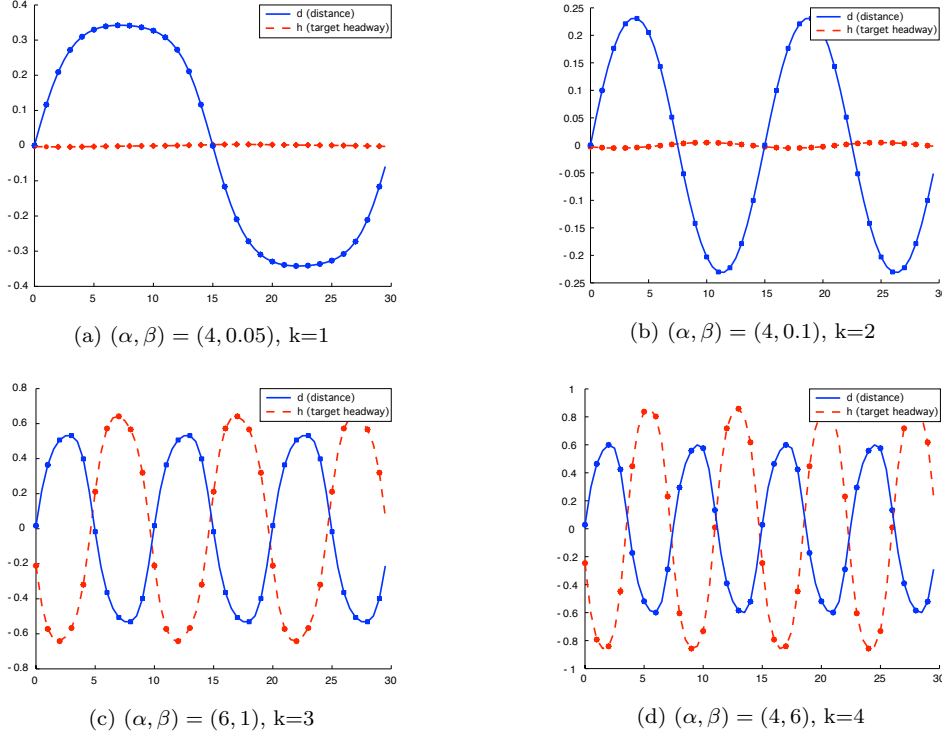 0.4
0.3
0.2
0.1
0
- 0.1
- 0.2
- 0.3
- 0.4
0 5 10 15 20 25 30
d (distance)
h (target headway)
(a) (α, β) = (4, 0.05), k=1
0.25
0.2
0.15
0.1
0.05
0
-0.05
-0.1
-0.15
-0.2
-0.25
0 5 10 15 20 25 30
d (distance)
h (target headway)
(b) (α, β) = (4, 0.1), k=2
0.8
0.6
0.4
0.2
0
- 0.2
- 0.4
- 0.6
- 0.8
0 5 10 15 20 25 30
d (distance)
h (target headway)
(c) (α, β) = (6, 1), k=3
1
0.8
0.6
0.4
0.2
0
- 0.2
- 0.4
- 0.6
- 0.8
- 1
0 5 10 15 20 25 30
d (distance)
h (target headway)
(d) (α, β) = (4, 6), k=4